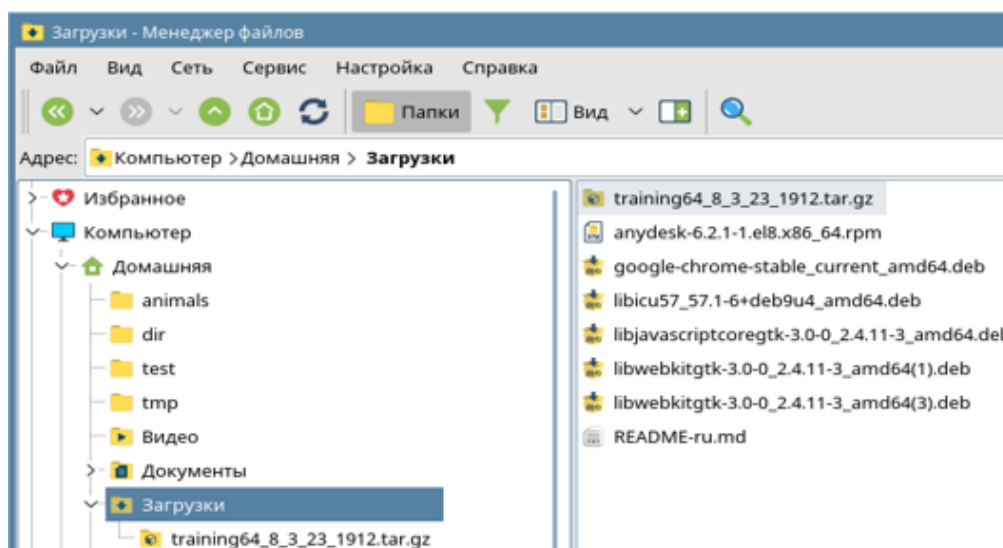 Загрузки - Менеджер файлов
Файл Вид Сеть Сервис Настройка Справка
Папки Вид
Адрес: Компьютер >Домашняя > Загрузки
Избранное
Компьютер
Домашняя
animals
dir
test
tmp
Видео
Документы
Загрузки
training64_8_3_23_1912.tar.gz
training64_8_3_23_1912.tar.gz
anydesk-6.2.1-1.el8.x86_64.rpm
google-chrome-stable_current_amd64.deb
libicu57_57.1-6+deb9u4_amd64.deb
libjavascriptcoregtk-3.0-0_2.4.11-3_amd64.deb
libwebkitgtk-3.0-0_2.4.11-3_amd64(1).deb
libwebkitgtk-3.0-0_2.4.11-3_amd64(3).deb
README-ru.md